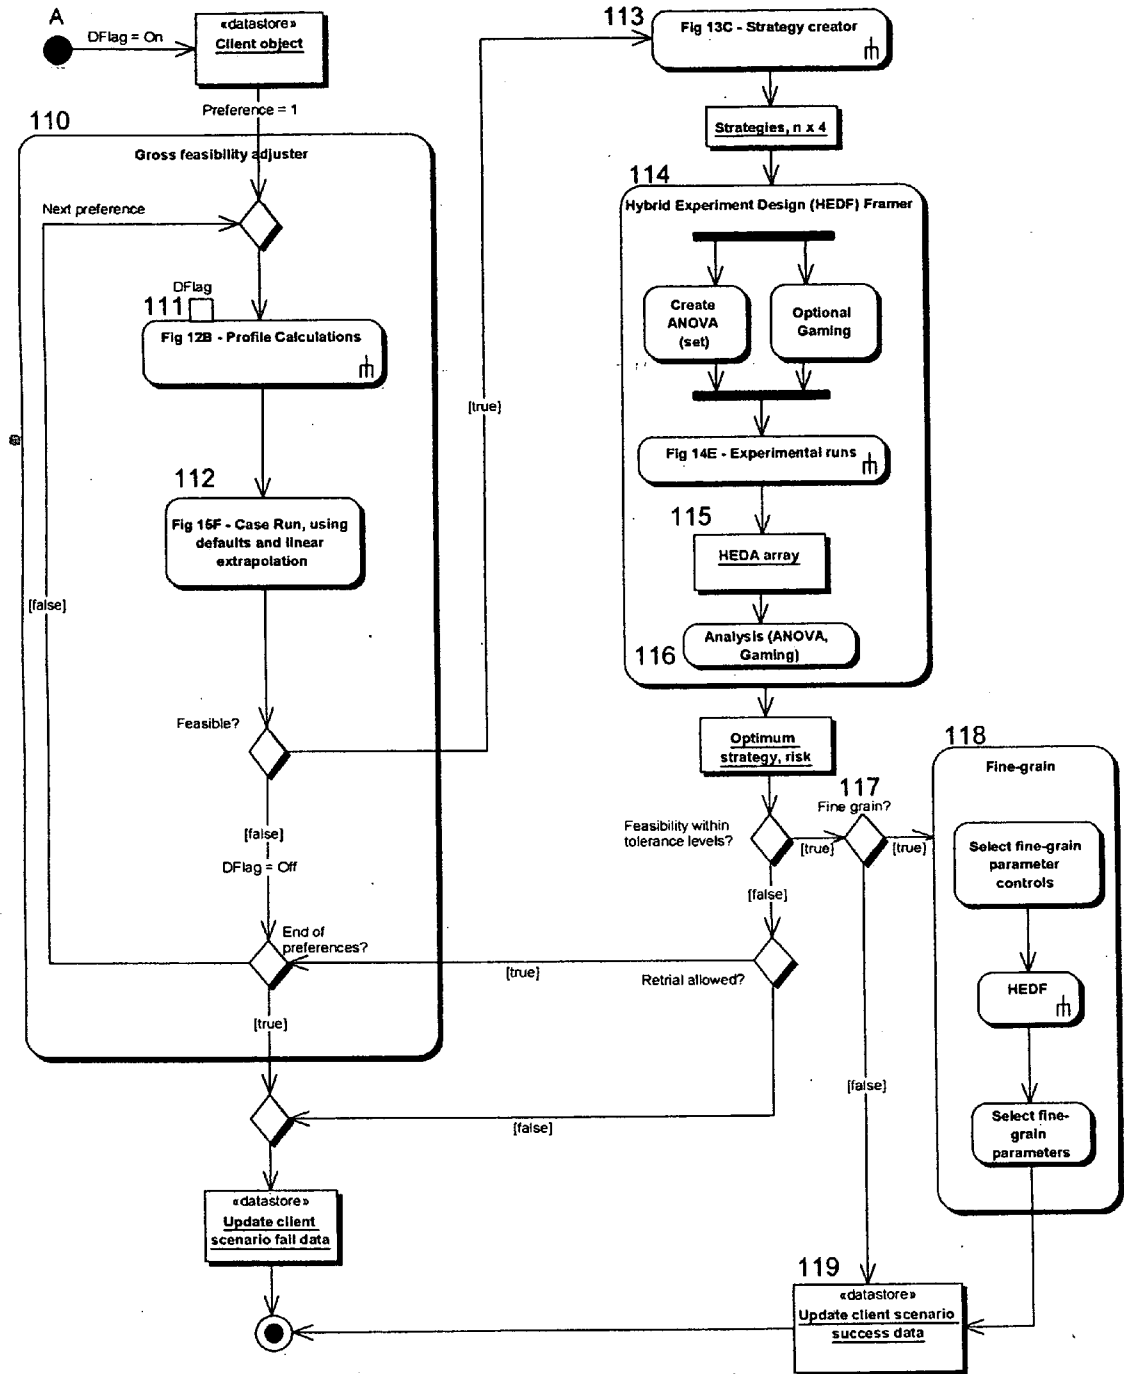 A
DFlag = On
«datastore»
Client object
Preference = 1
110
Gross feasibility adjuster
Next preference
DFlag
111
Fig 12B - Profile Calculations
112
Fig 15F - Case Run, using
defaults and linear
extrapolation
[false]
Feasible?
[true]
[false]
DFlag = Off
End of
preferences?
[true]
«datastore»
Update client
scenario fail data
113
Fig 13C - Strategy creator
Strategies, n x 4
114
Hybrid Experiment Design (HEDF) Framer
Create
ANOVA
(set)
Optional
Gaming
Fig 14E - Experimental runs
115
HEDA array
116
Analysis (ANOVA,
Gaming)
Optimum
strategy, risk
Feasibility within
tolerance levels?
[true]
117
Fine grain?
[true]
[false]
Retrial allowed?
[true]
[false]
[false]
118
Fine-grain
Select fine-grain
parameter
controls
HEDF
Select fine-
grain
parameters
119
«datastore»
Update client scenario
success data